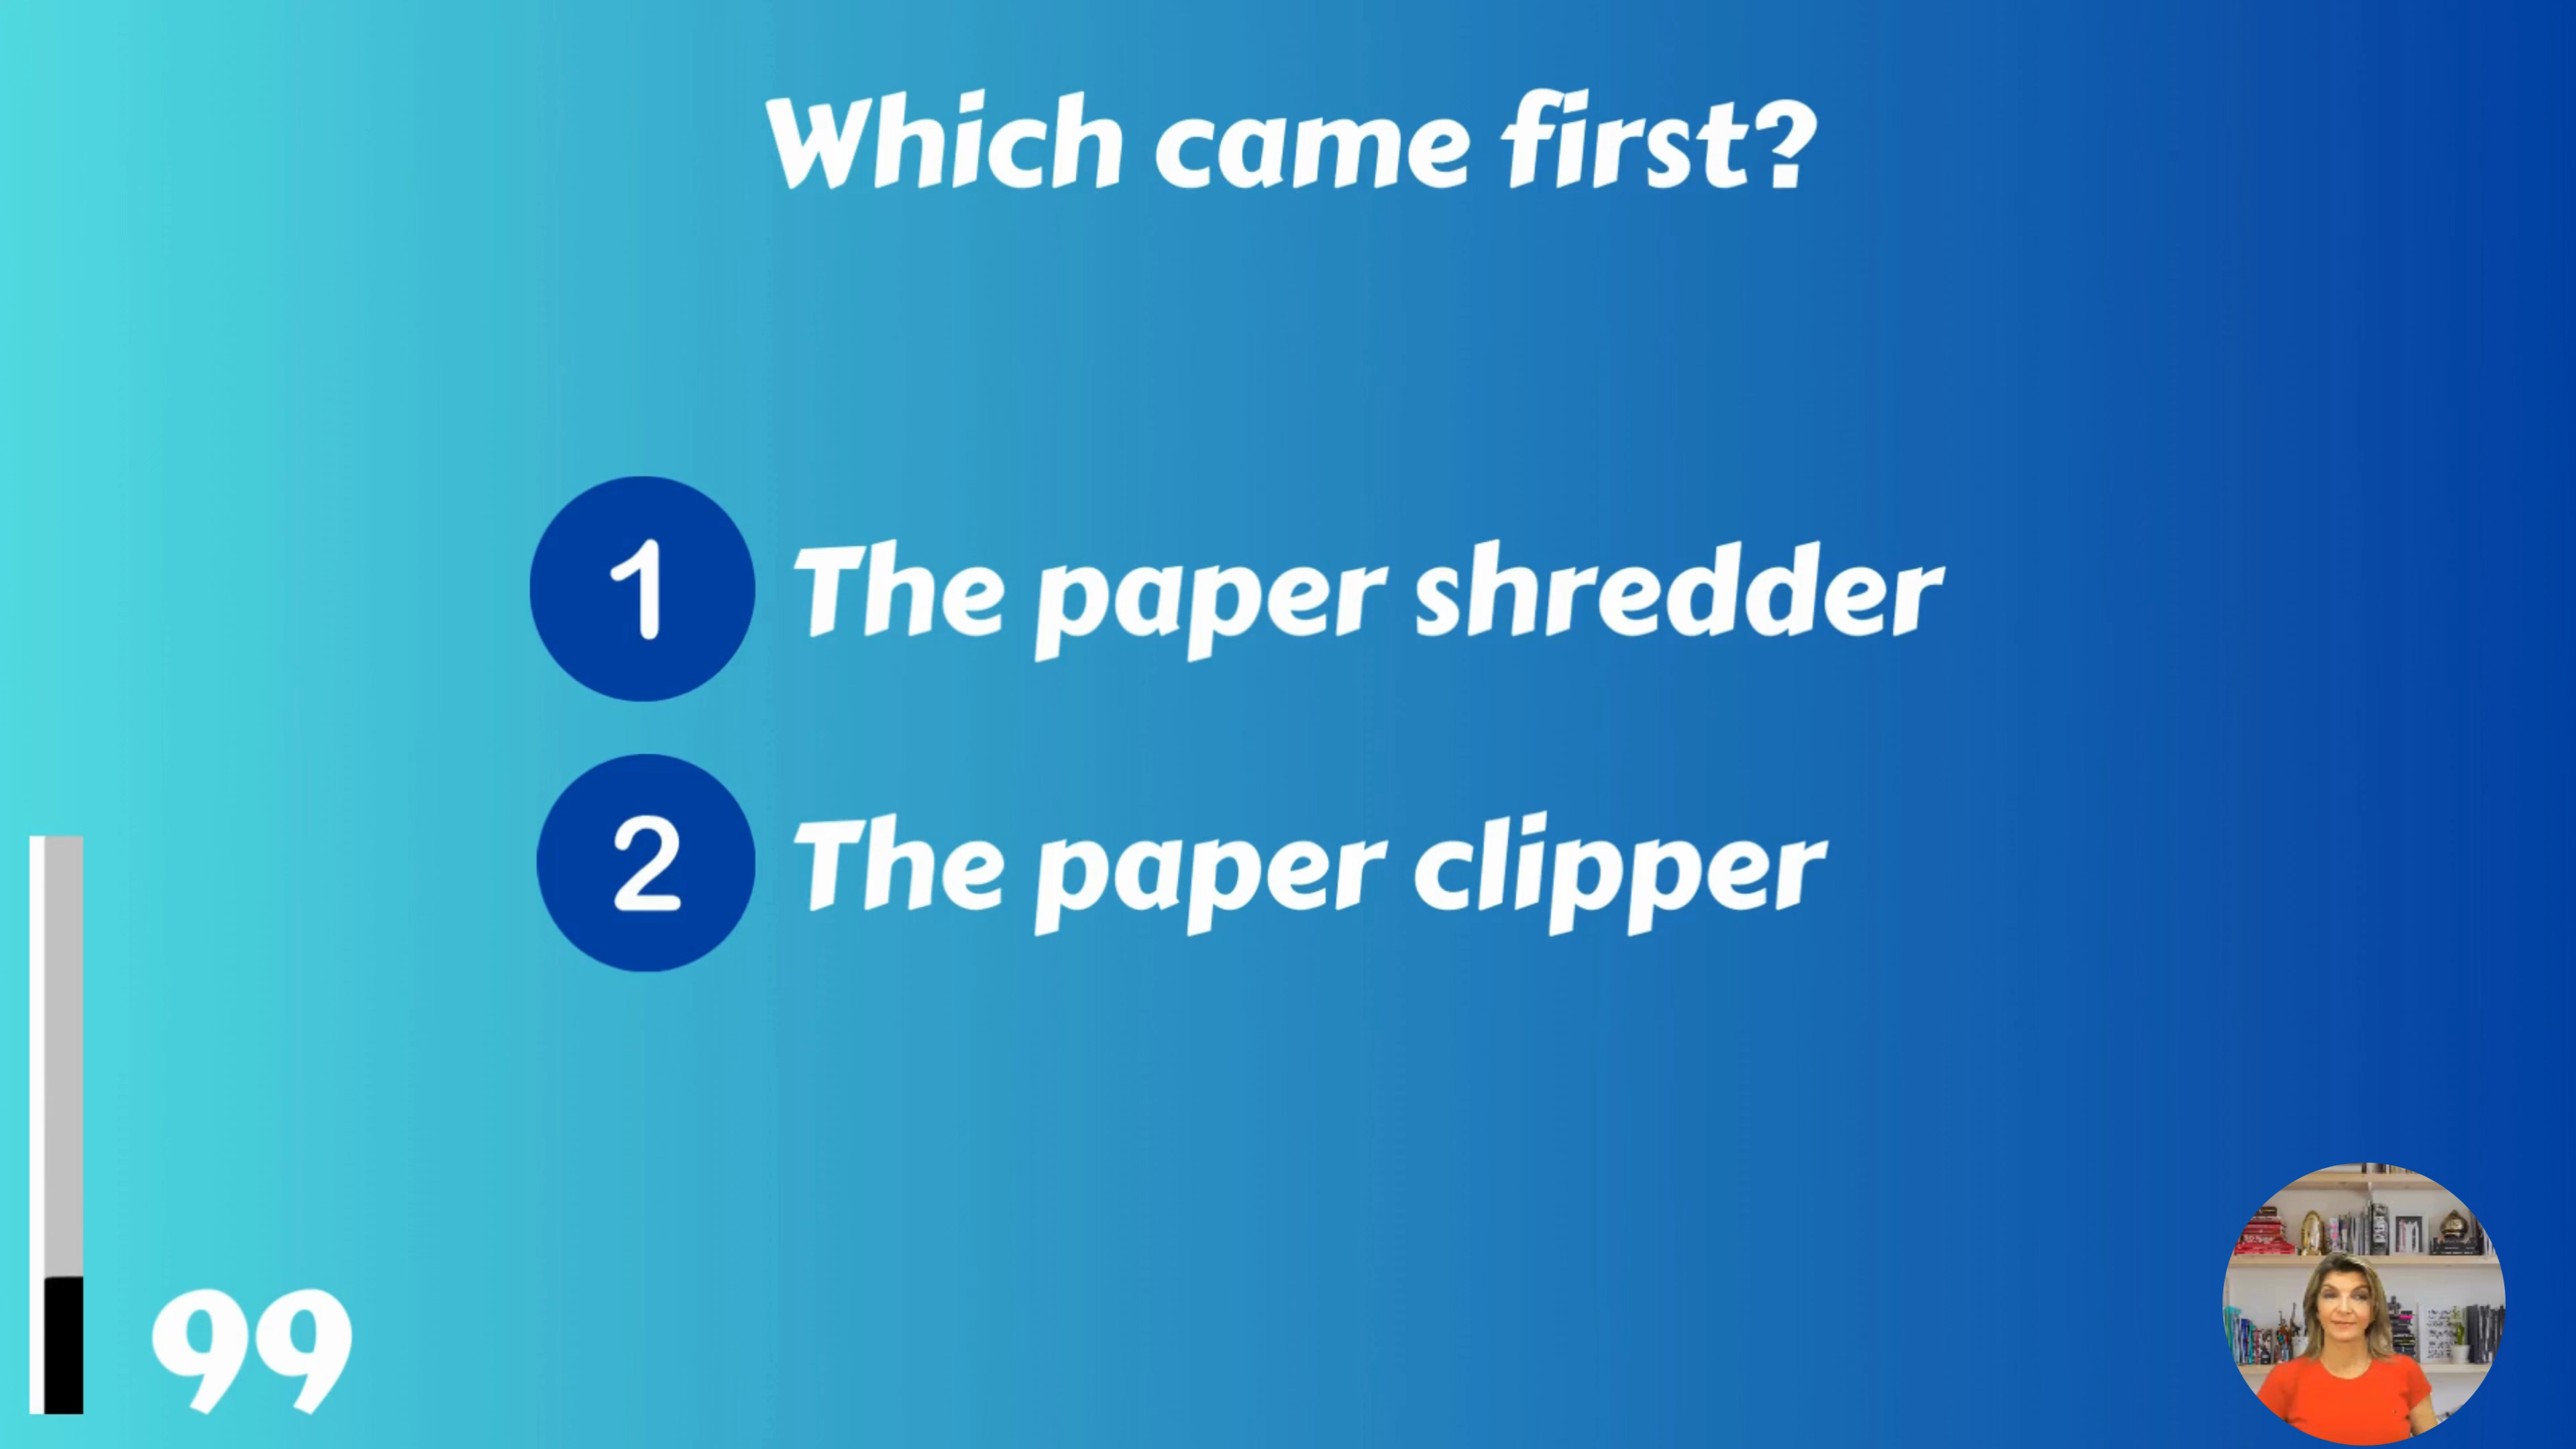 Which came first?
1 The paper shredder
2 The paper clipper
99